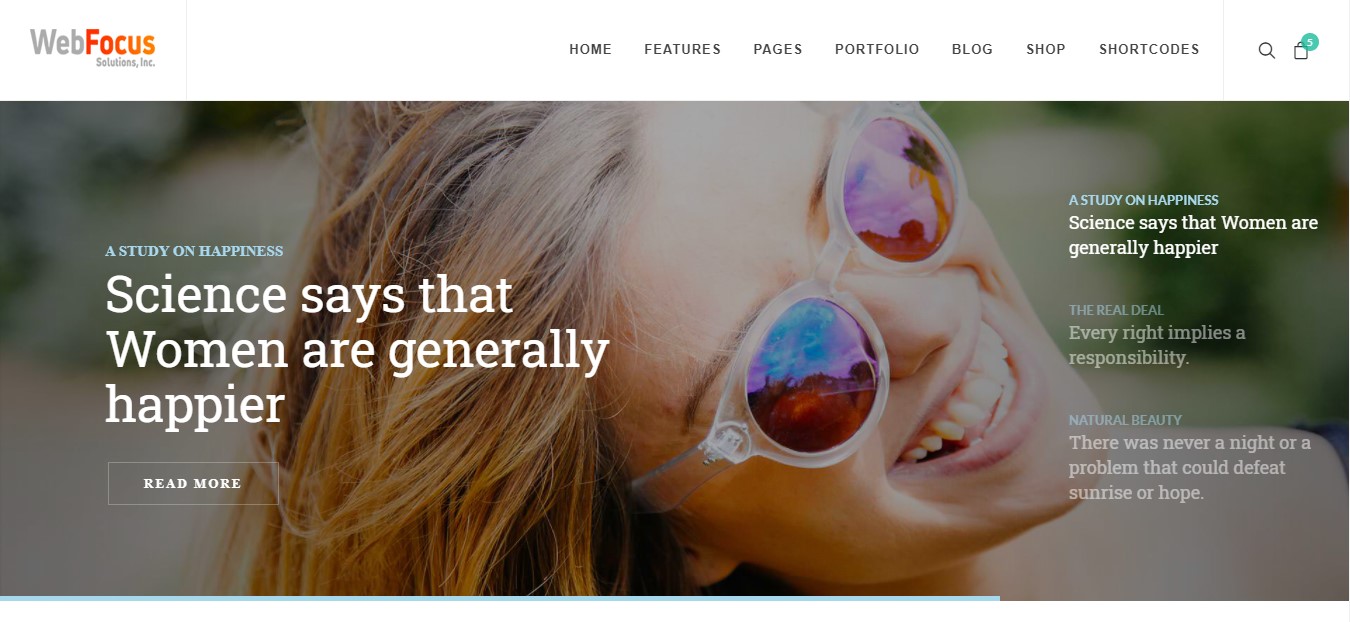 WebFocus
Solutions, Inc.
HOME FEATURES PAGES PORTFOLIO BLOG SHOP SHORTCODES
5
A STUDY ON HAPPINESS
Science says that
Women are generally
happier
READ MORE
A STUDY ON HAPPINESS
Science says that Women are
generally happier
THE REAL DEAL
Every right implies a
responsibility.
NATURAL BEAUTY
There was never a night or a
problem that could defeat
sunrise or hope.